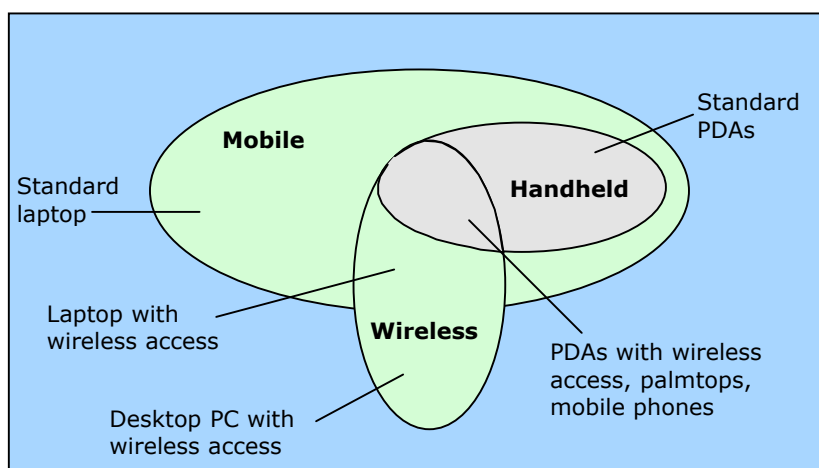 Mobile
Standard
PDAs
Standard
laptop
Handheld
Laptop with
wireless access
Wireless
PDAs with wireless
access, palmtops,
mobile phones
Desktop PC with
wireless access